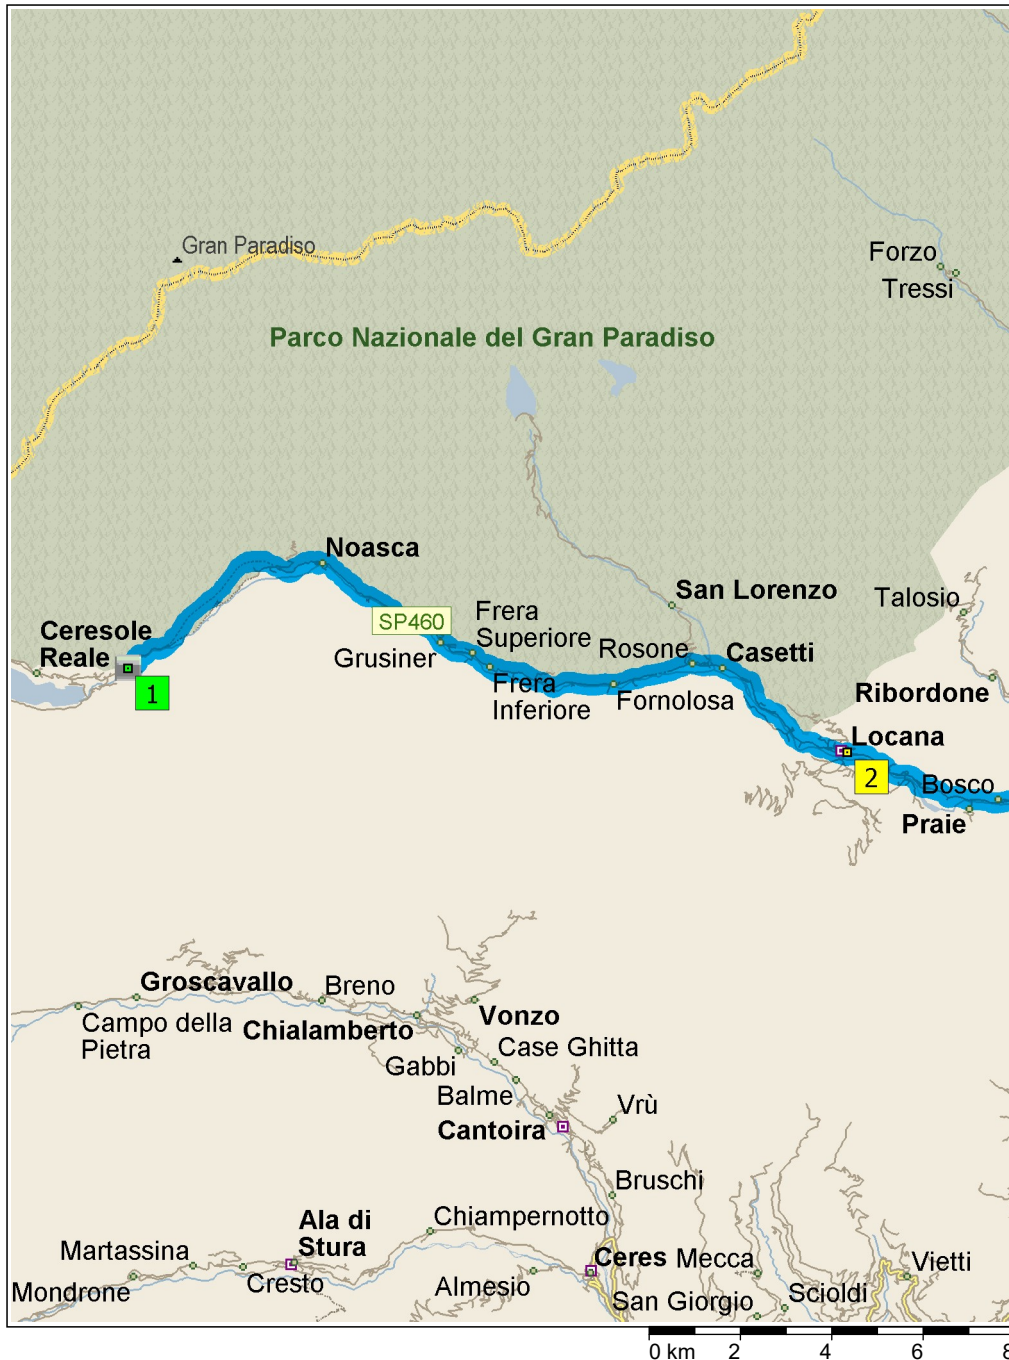 Gran Paradiso
Forzo
Tressi
Parco Nazionale del Gran Paradiso
Noasca
San Lorenzo
Talosio
SP460
Frera
Superiore
Ceresole
Reale
Grusiner
Rosone
Casetti
1
Frera
Inferiore
Fornolosa
Ribordone
Locana
2
Bosco
Praie
Groscavallo
Breno
Campo della
Pietra
Chialamberto
Vonzo
Case Ghitta
Gabbi
Balme
Vrù
Cantoira
Bruschi
Ala di
Stura
Chiampernotto
Martassina
Ceres
Mecca
Vietti
Mondrone
Cresto
Almesio
San Giorgio
Scioldi
0 km 2 4 6 8